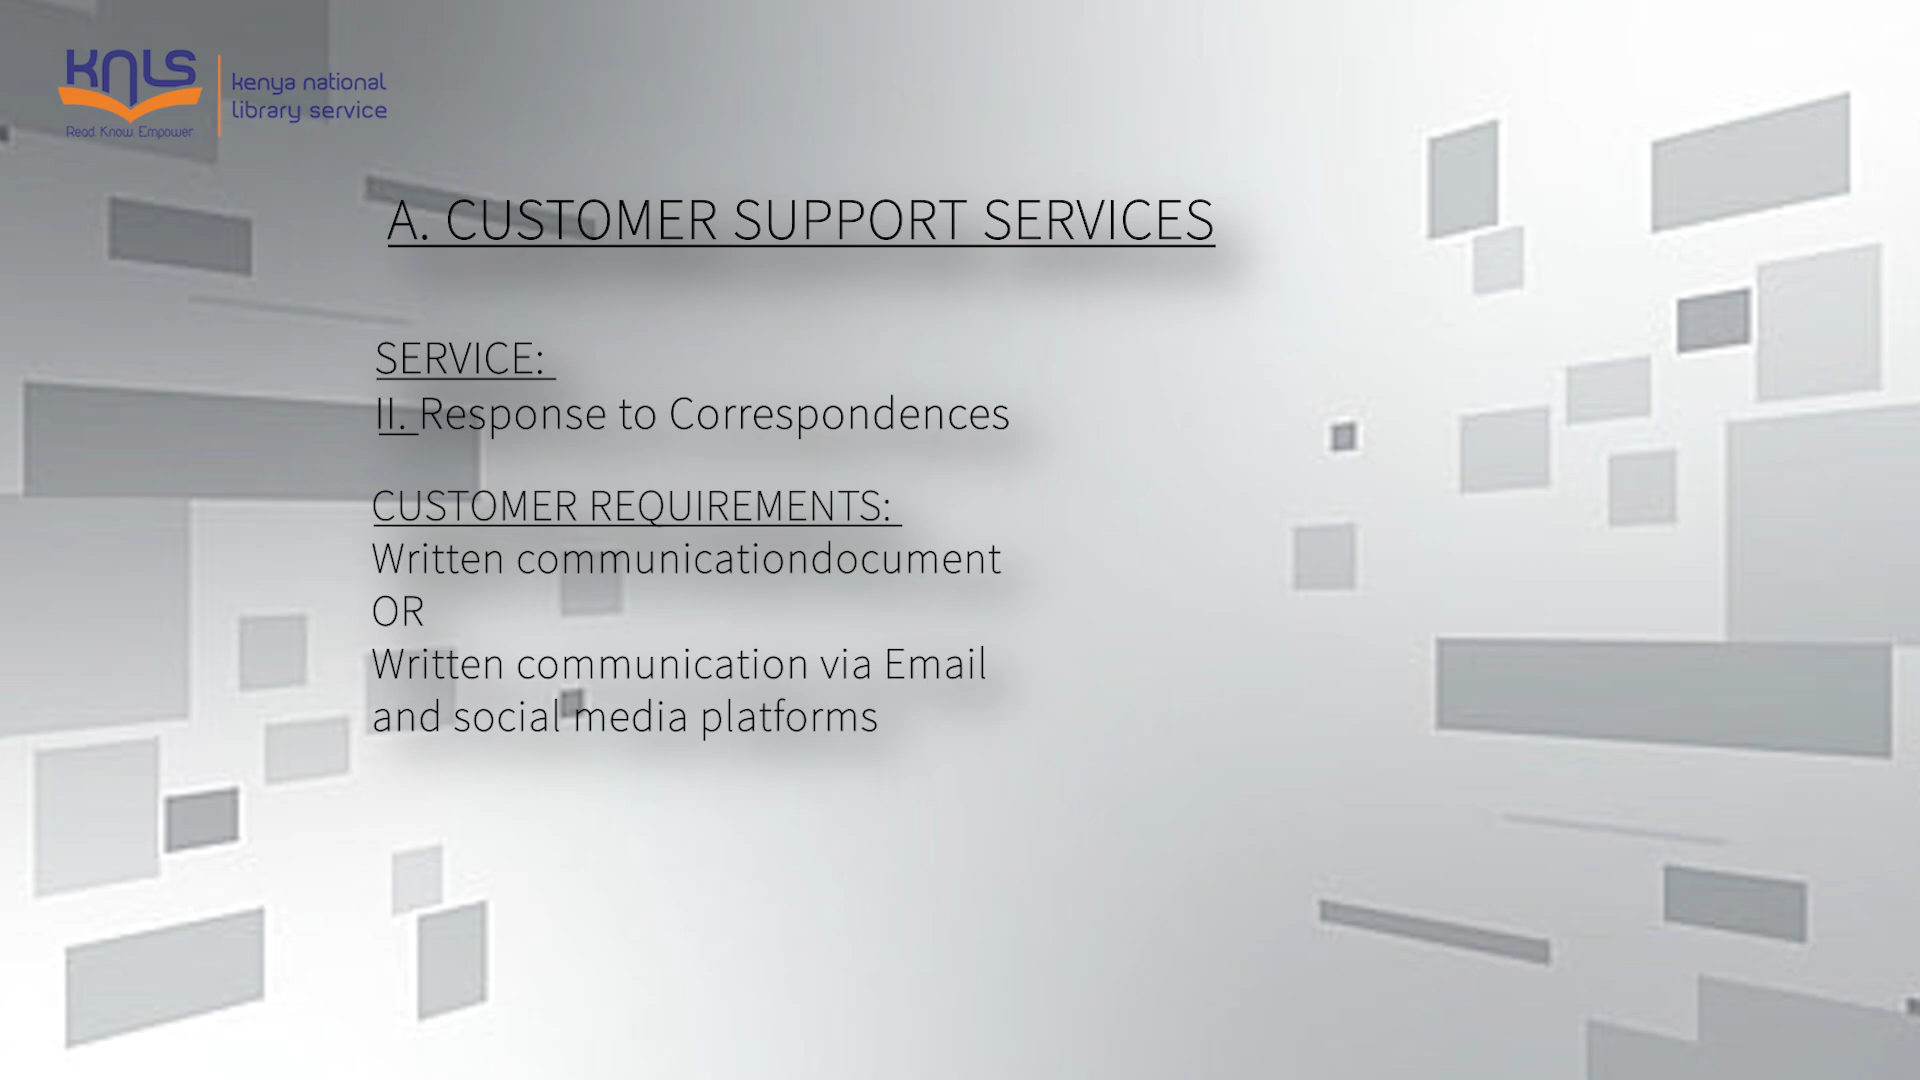 KNLS
kenya national
library service
Read Know Empower
A. CUSTOMER SUPPORT SERVICES
SERVICE:
II. Response to Correspondences
CUSTOMER REQUIREMENTS:
Written communicationdocument
OR
Written communication via Email
and social media platforms